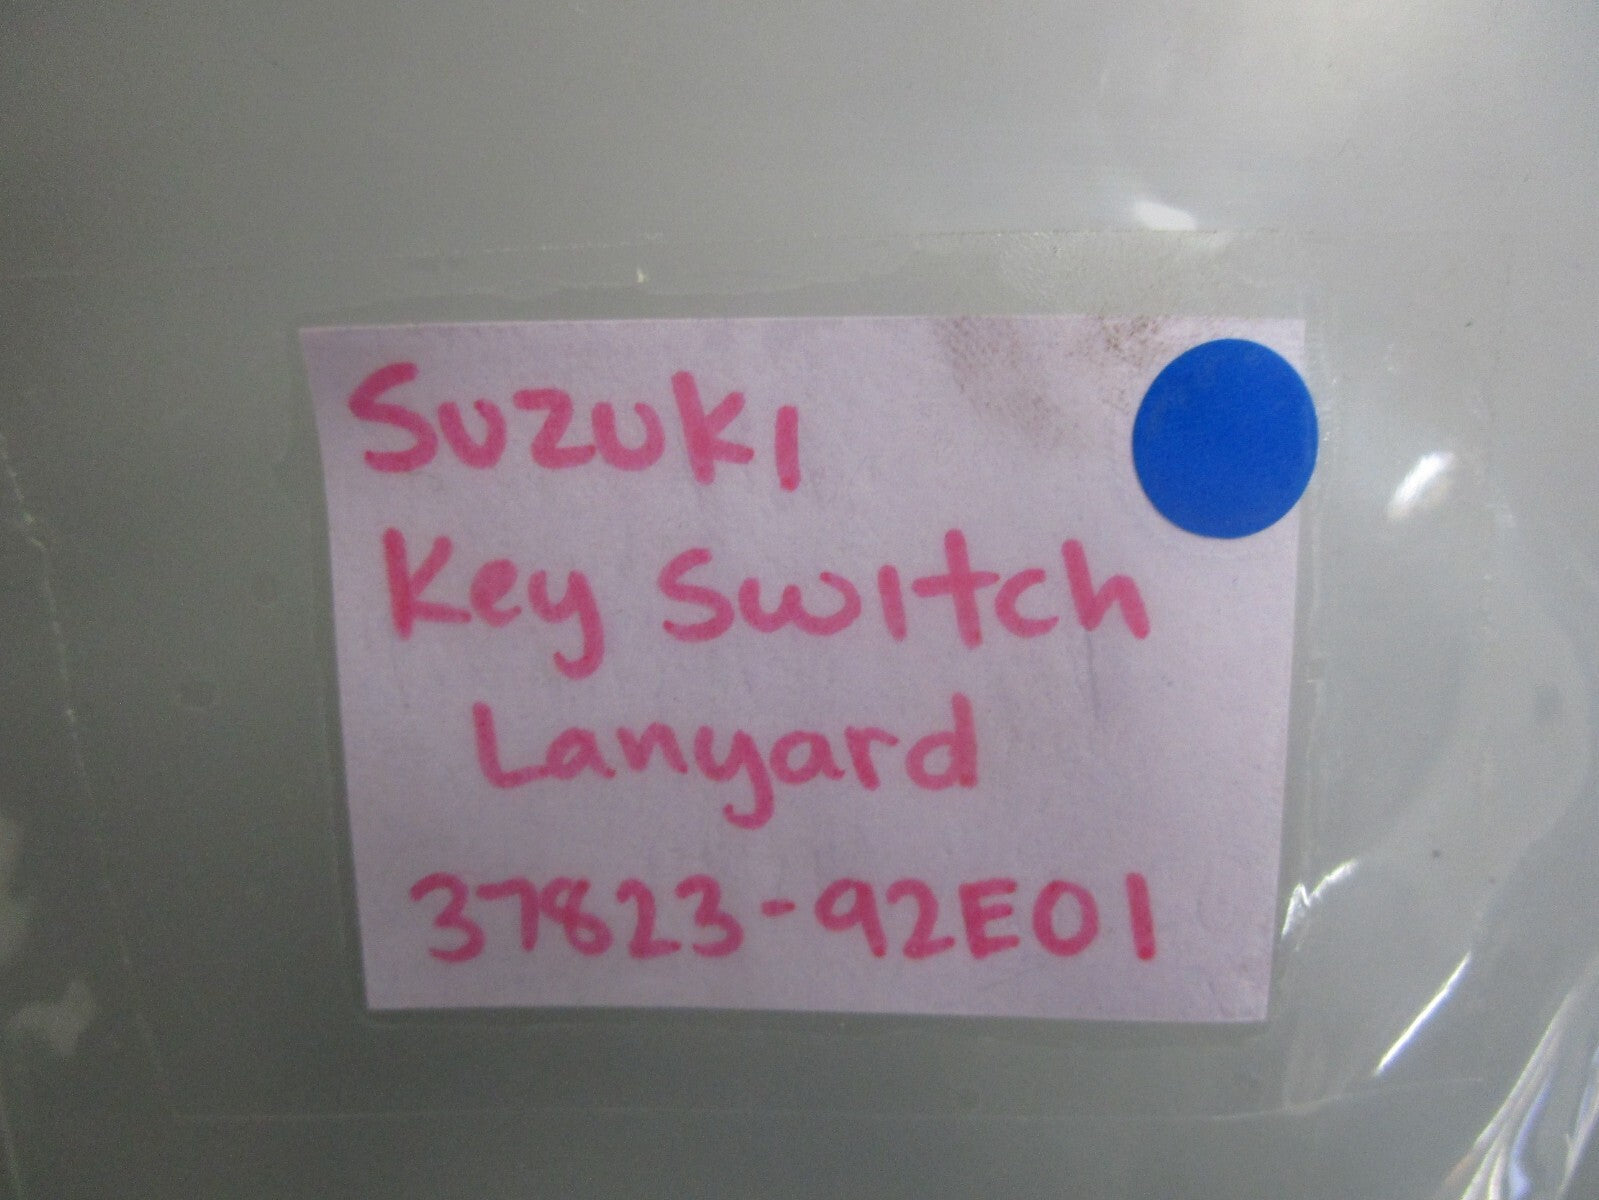 Suzuki
Key Switch
Lanyard
37823-92E01